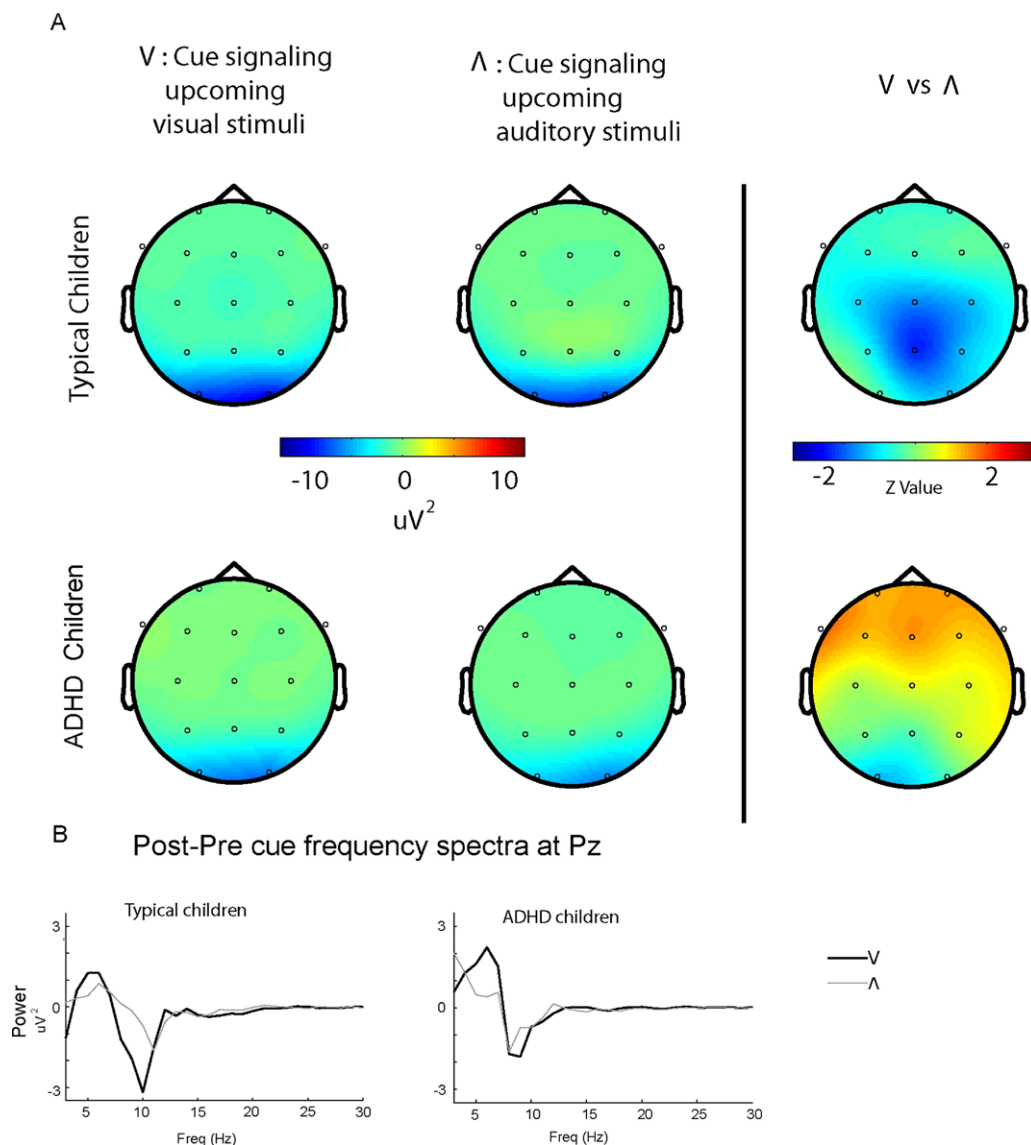 A
V : Cue signaling
upcoming
visual stimuli
Λ : Cue signaling
upcoming
auditory stimuli
V vs Λ
Typical Children
-10 0 10
uV²
-2 2
Z Value
ADHD Children
B Post-Pre cue frequency spectra at Pz
Typical children
3
0
-3
Power
uV²
5 10 15 20 25 30
Freq (Hz)
ADHD children
3
0
-3
5 10 15 20 25 30
Freq (Hz)
V
Λ